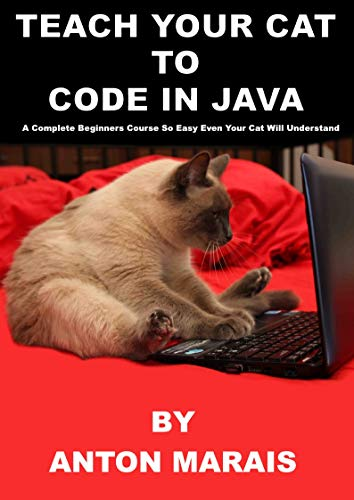 TEACH YOUR CAT
TO
CODE IN JAVA
A Complete Beginners Course So Easy Even Your Cat Will Understand
BY
ANTON MARAIS